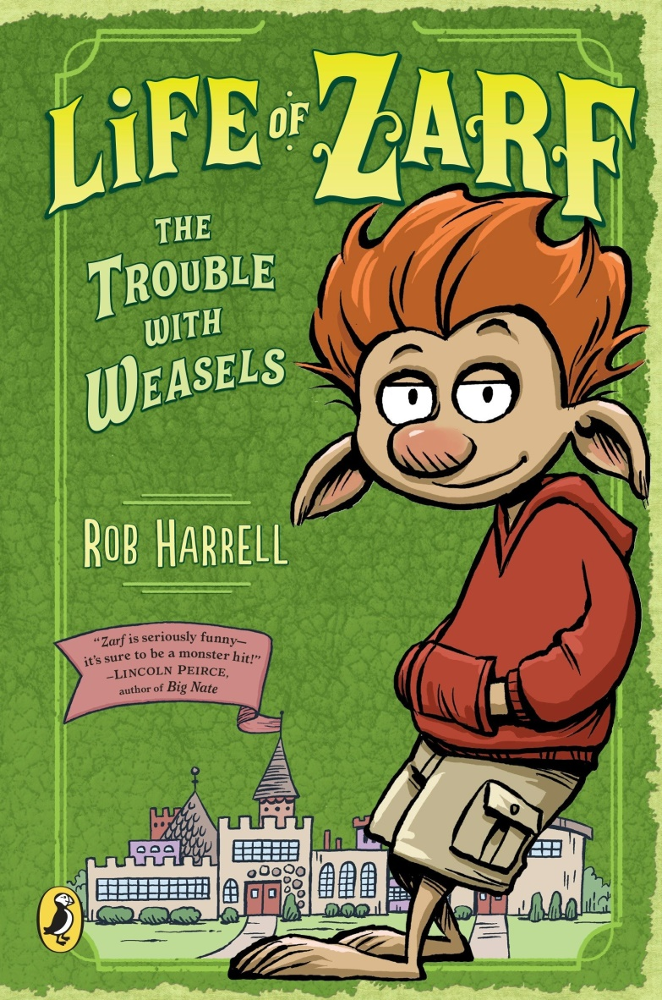 LiFE OF ZARF
THE
TROUBLE
WITH
WEASELS
ROB HARRELL
“Zarf is seriously funny—
it's sure to be a monster hit!”
–LINCOLN PEIRCE,
author of Big Nate